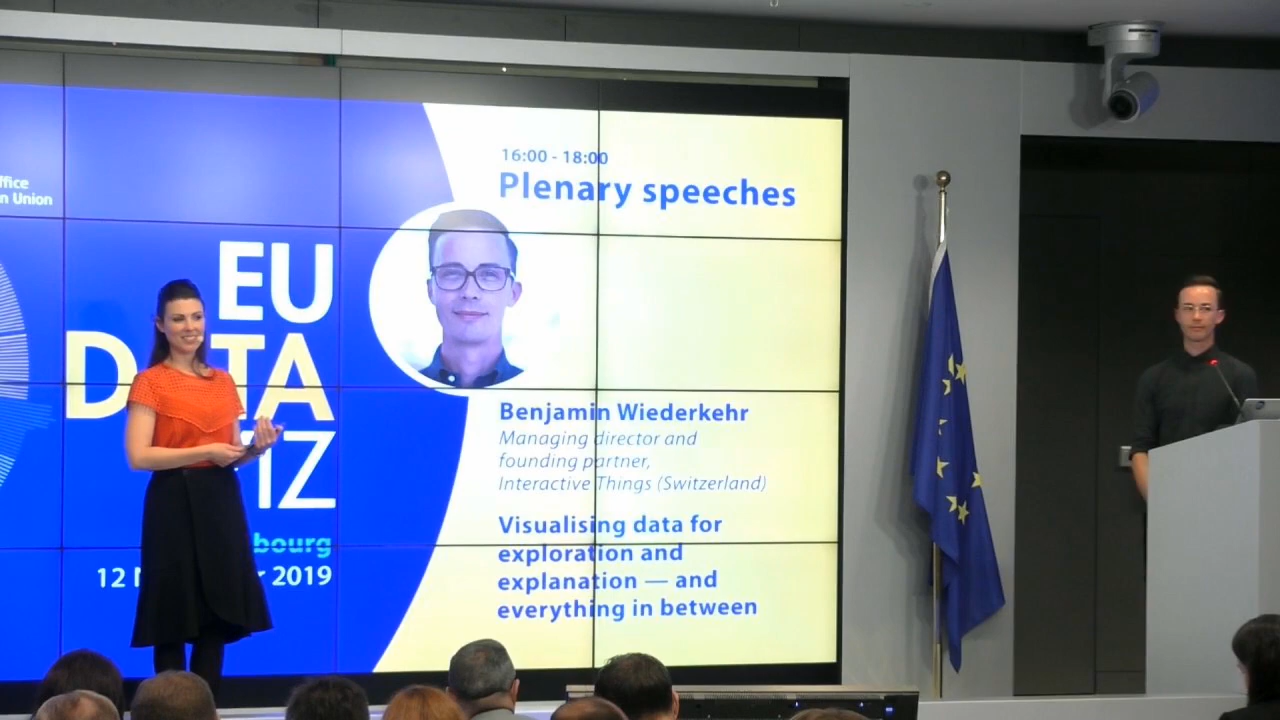 ffice
n Union
EU
D TA
IZ
bourg
12 N r 2019
16:00 - 18:00
Plenary speeches
Benjamin Wiederkehr
Managing director and
founding partner,
Interactive Things (Switzerland)
Visualising data for
exploration and
explanation — and
everything in between